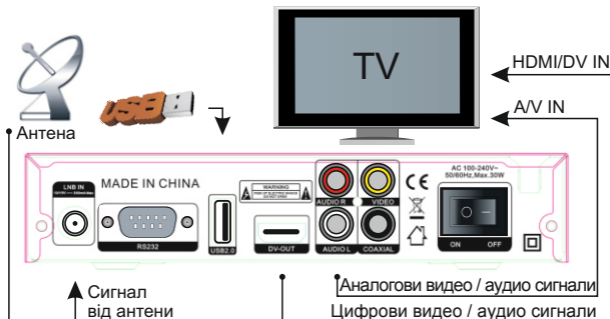 TV
HDMI/DV IN
A/V IN
USB
Антена
LNB IN
MADE IN CHINA
RS232
USB2.0
WARNING
DV-OUT
AUDIO R
VIDEO
AUDIO L
COAXIAL
CE
AC 100-240V~
50/60Hz,Max.30W
ON OFF
Сигнал
від антени
Аналогови видео / аудио сигнали
Цифрови видео / аудио сигнали